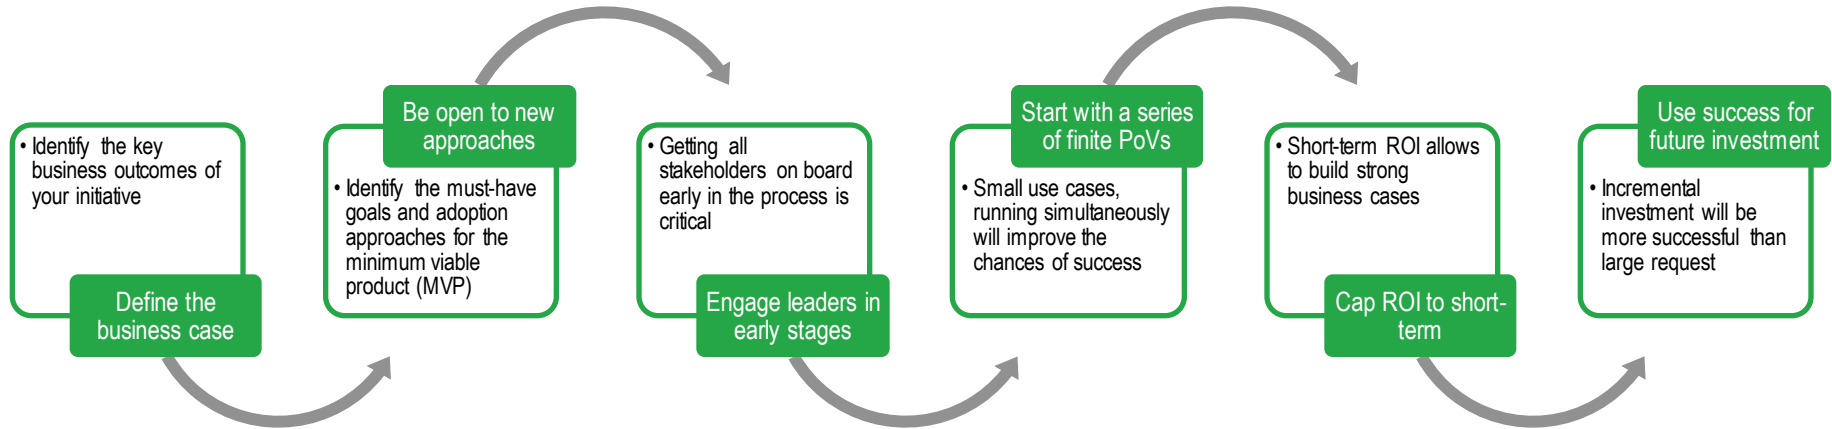 • Identify the key
business outcomes of
your initiative
Define the
business case
Be open to new
approaches
• Identify the must-have
goals and adoption
approaches for the
minimum viable
product (MVP)
• Getting all
stakeholders on board
early in the process is
critical
Engage leaders in
early stages
Start with a series
of finite PoVs
• Small use cases,
running simultaneously
will improve the
chances of success
• Short-term ROI allows
to build strong
business cases
Cap ROI to short-
term
Use success for
future investment
• Incremental
investment will be
more successful than
large request